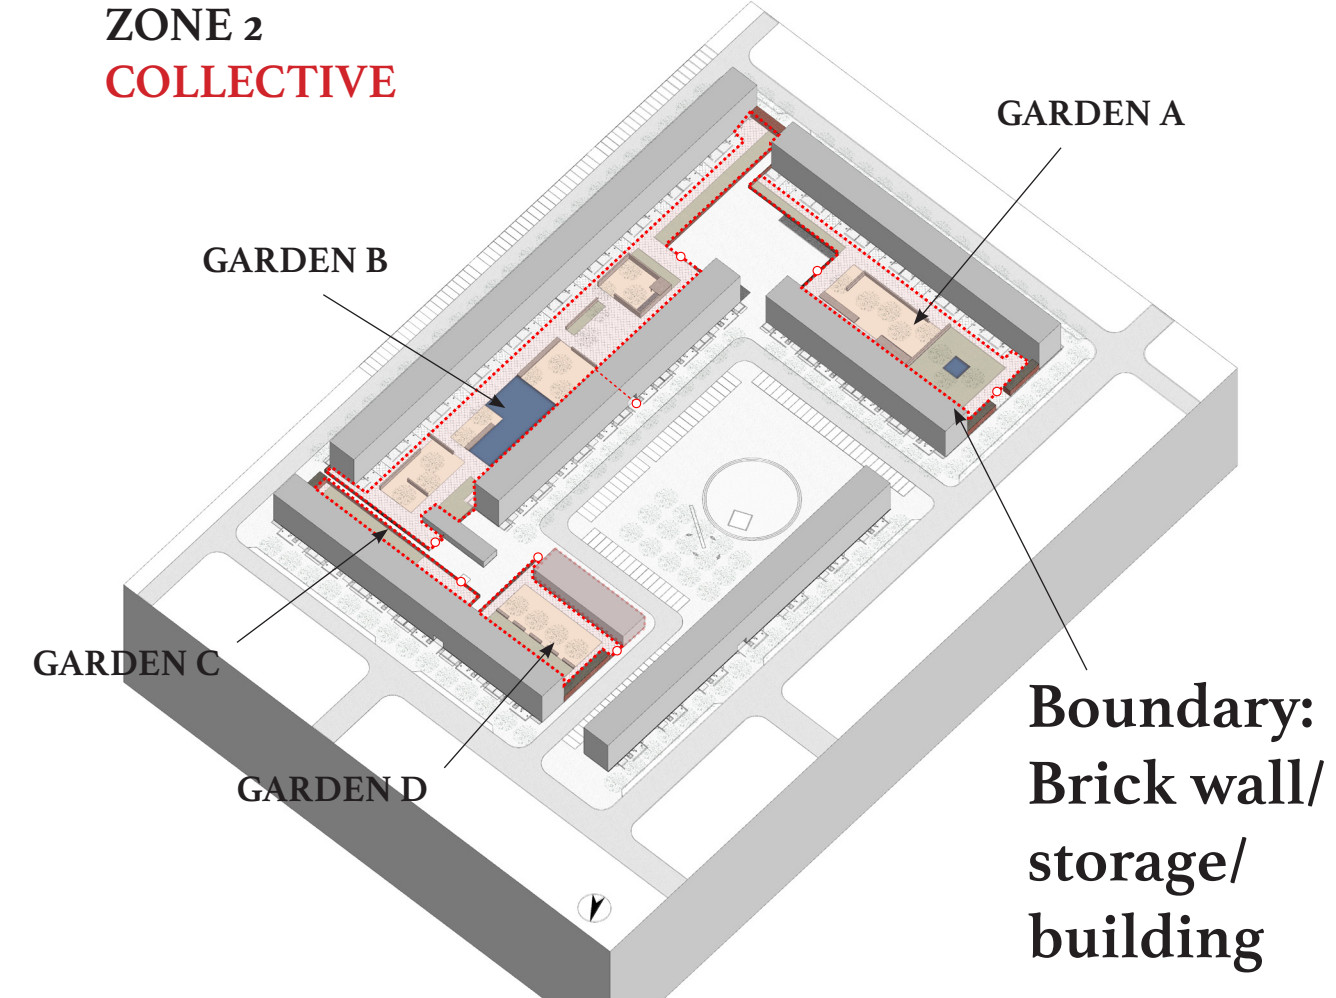 ZONE 2
COLLECTIVE
GARDEN A
GARDEN B
GARDEN C
GARDEN D
Boundary:
Brick wall/
storage/
building